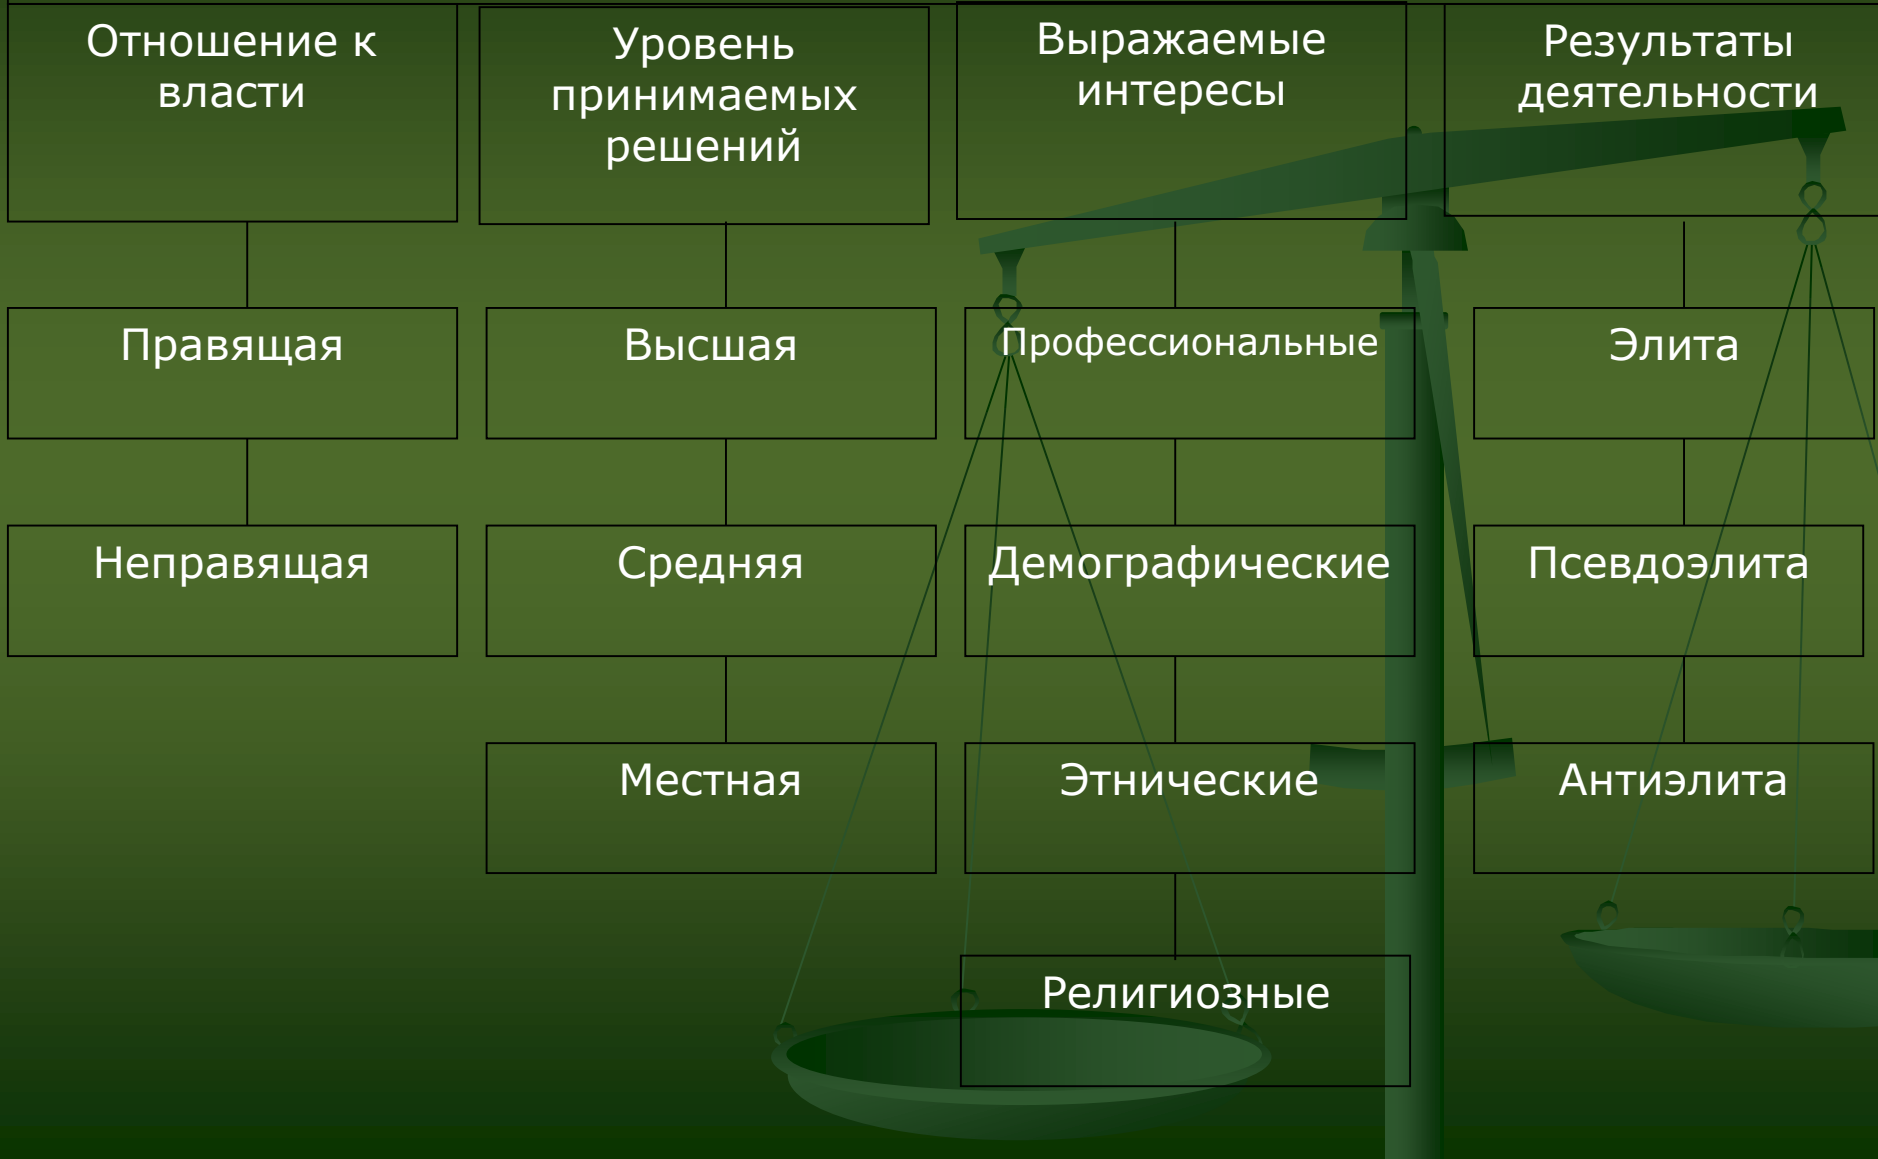 Отношение к
власти
Уровень
принимаемых
решений
Выражаемые
интересы
Результаты
деятельности
Правящая
Высшая
Профессиональные
Элита
Неправящая
Средняя
Демографические
Псевдоэлита
Местная
Этнические
Антиэлита
Религиозные